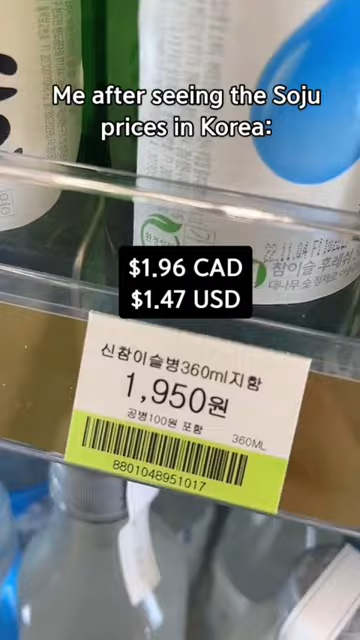 Me after seeing the Soju
prices in Korea:
$1.96 CAD
$1.47 USD
참이슬 후레쉬
신참이슬병360ml지함
1,950원
공병100원 포함
360ML
8801048951017